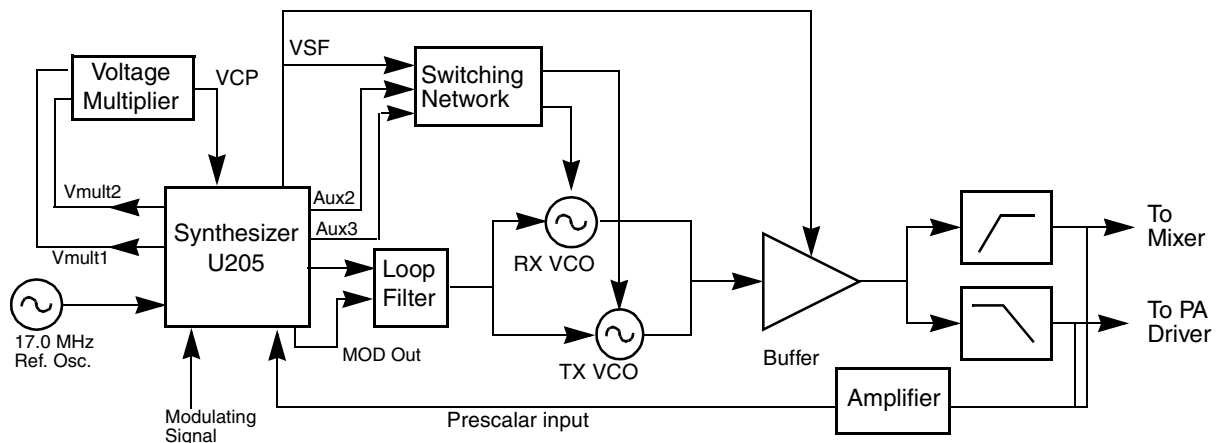 VSF
Voltage
Multiplier
VCP
Switching
Network
Vmult2
Aux2
Synthesizer
U205
Aux3
Vmult1
Loop
Filter
RX VCO
To
Mixer
17.0 MHz
Ref. Osc.
MOD Out
TX VCO
Buffer
To PA
Driver
Amplifier
Prescalar input
Modulating
Signal